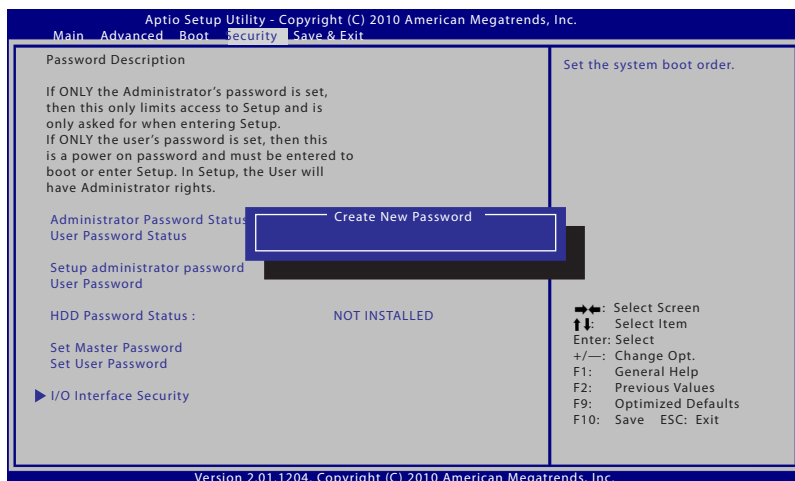 Aptio Setup Utility - Copyright (C) 2010 American Megatrends, Inc.
Main Advanced Boot Security Save & Exit
Password Description
If ONLY the Administrator's password is set,
then this only limits access to Setup and is
only asked for when entering Setup.
If ONLY the user's password is set, then this
is a power on password and must be entered to
boot or enter Setup. In Setup, the User will
have Administrator rights.
Administrator Password Status
User Password Status
Create New Password
Setup administrator password
User Password
HDD Password Status : NOT INSTALLED
Set Master Password
Set User Password
I/O Interface Security
Set the system boot order.
→←: Select Screen
↑↓: Select Item
Enter: Select
+/—: Change Opt.
F1: General Help
F2: Previous Values
F9: Optimized Defaults
F10: Save ESC: Exit
Version 2.01.1204. Copyright (C) 2010 American Megatrends, Inc.